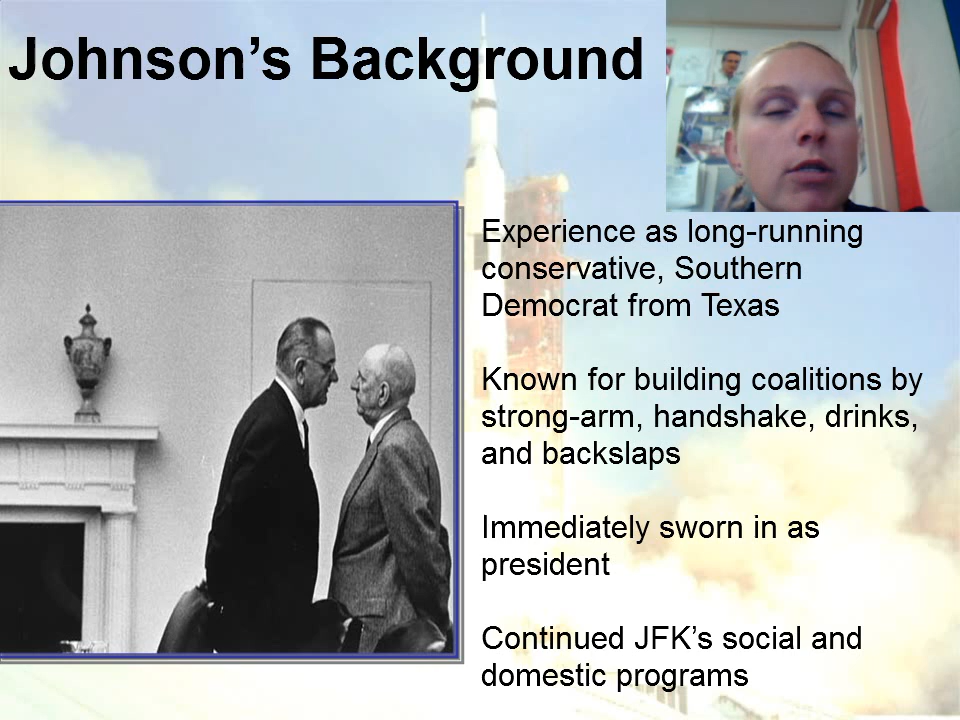 Johnson’s Background
Experience as long-running
conservative, Southern
Democrat from Texas
Known for building coalitions by
strong-arm, handshake, drinks,
and backslaps
Immediately sworn in as
president
Continued JFK’s social and
domestic programs